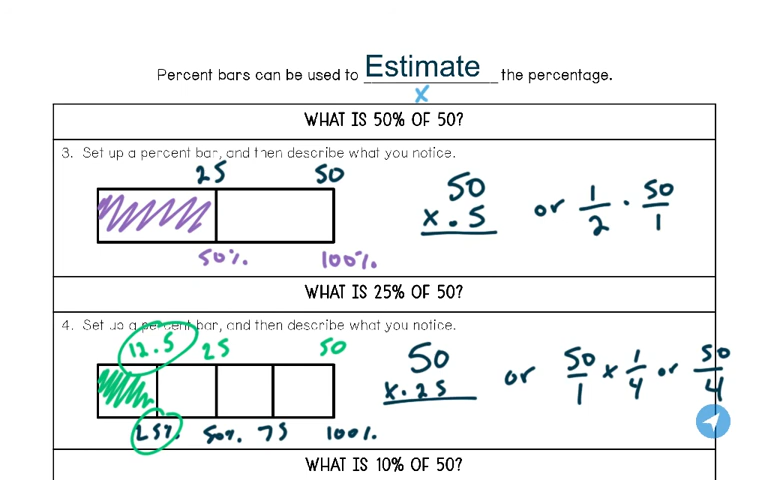 Percent bars can be used to Estimate the percentage.
x
WHAT IS 50% OF 50?
3. Set up a percent bar, and then describe what you notice.
25 50
50 x .5 or 1/2 · 50/1
50% 100%
WHAT IS 25% OF 50?
4. Set up a percent bar, and then describe what you notice.
12.5 25 50
50 x .25 or 50/1 x 1/4 or 50/4
25% 50% 75 100%
WHAT IS 10% OF 50?